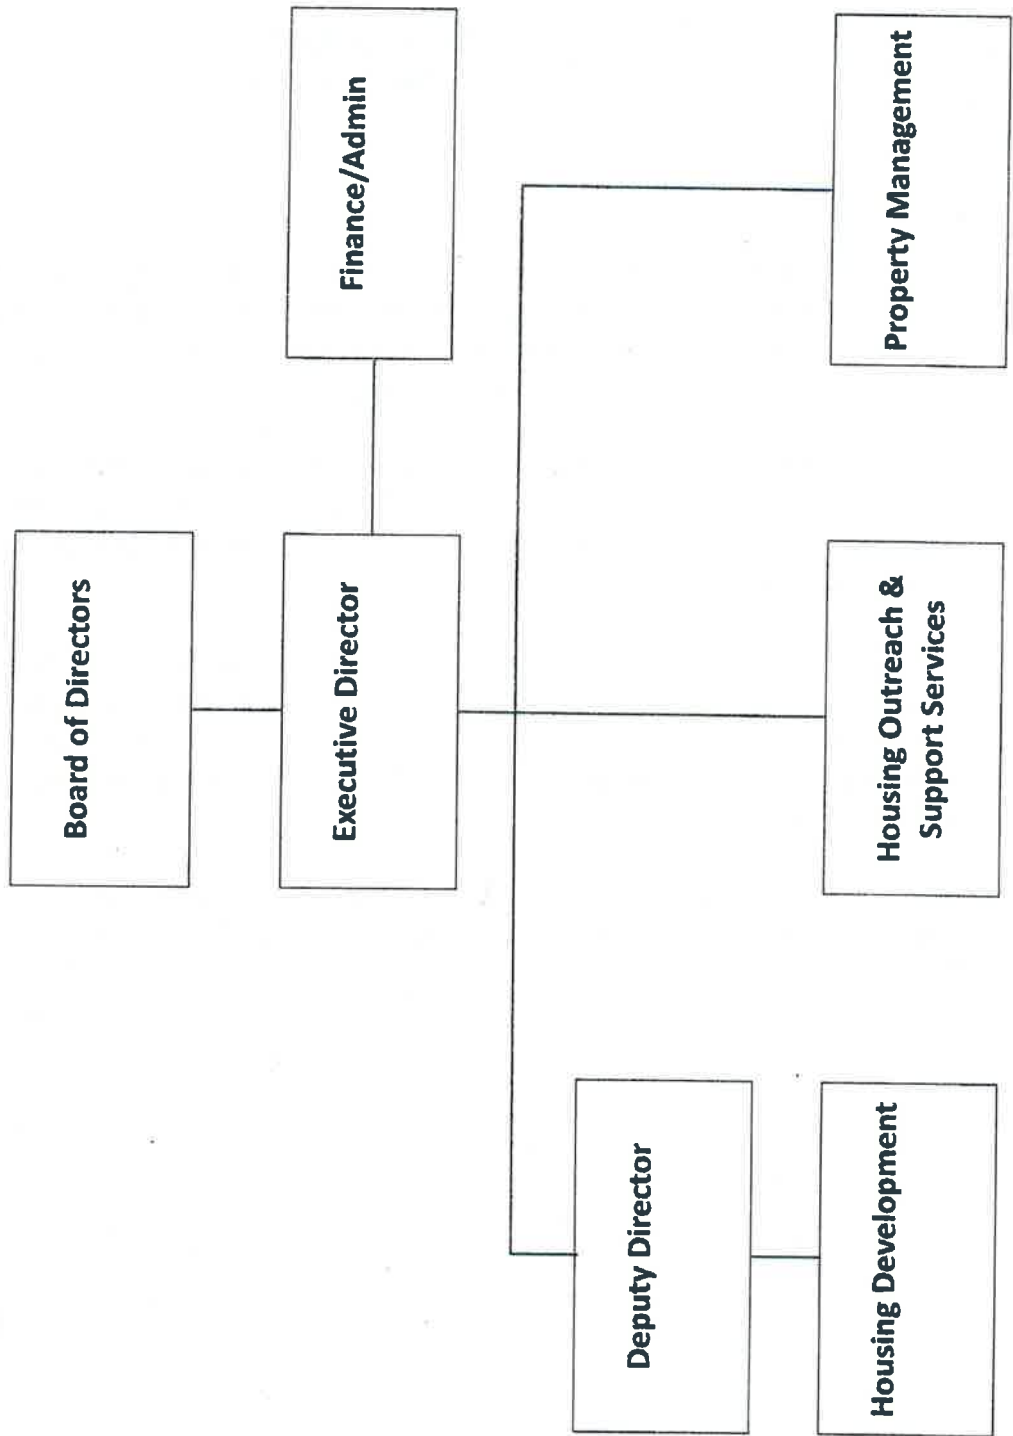 Board of Directors
Executive Director
Finance/Admin
Deputy Director
Housing Development
Housing Outreach &
Support Services
Property Management